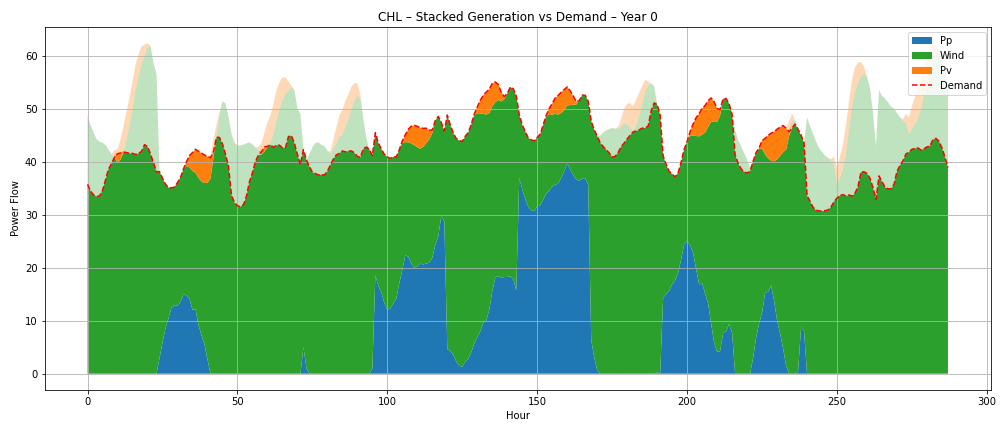 CHL – Stacked Generation vs Demand – Year 0
Pp
Wind
Pv
Demand
Power Flow
60
50
40
30
20
10
0
0 50 100 150 200 250 300
Hour